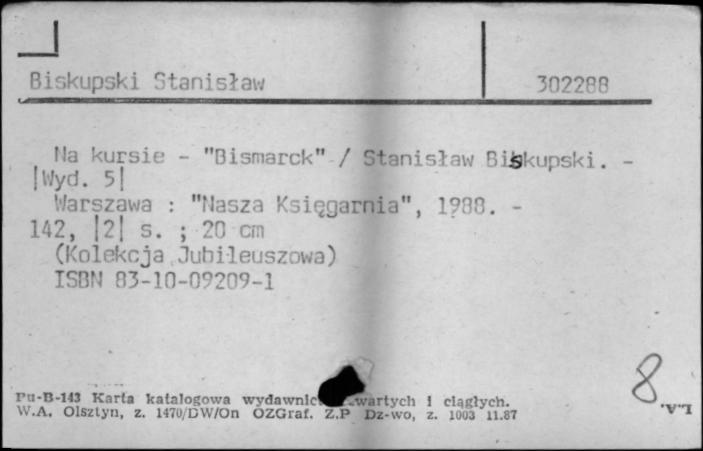 Biskupski Stanisław
302288
Na kursie - "Bismarck" / Stanisław Biskupski. -
|Wyd. 5|
Warszawa : "Nasza Księgarnia", 1988. -
142, |2| s. ; 20 cm
(Kolekcja Jubileuszowa)
ISBN 83-10-09209-1
8
Pu-B-143 Karta katalogowa wydawnict wartych i ciągłych.
W.A. Olsztyn, z. 1470/DW/On OZGraf. Z.P Dz-wo, z. 1003 11.87